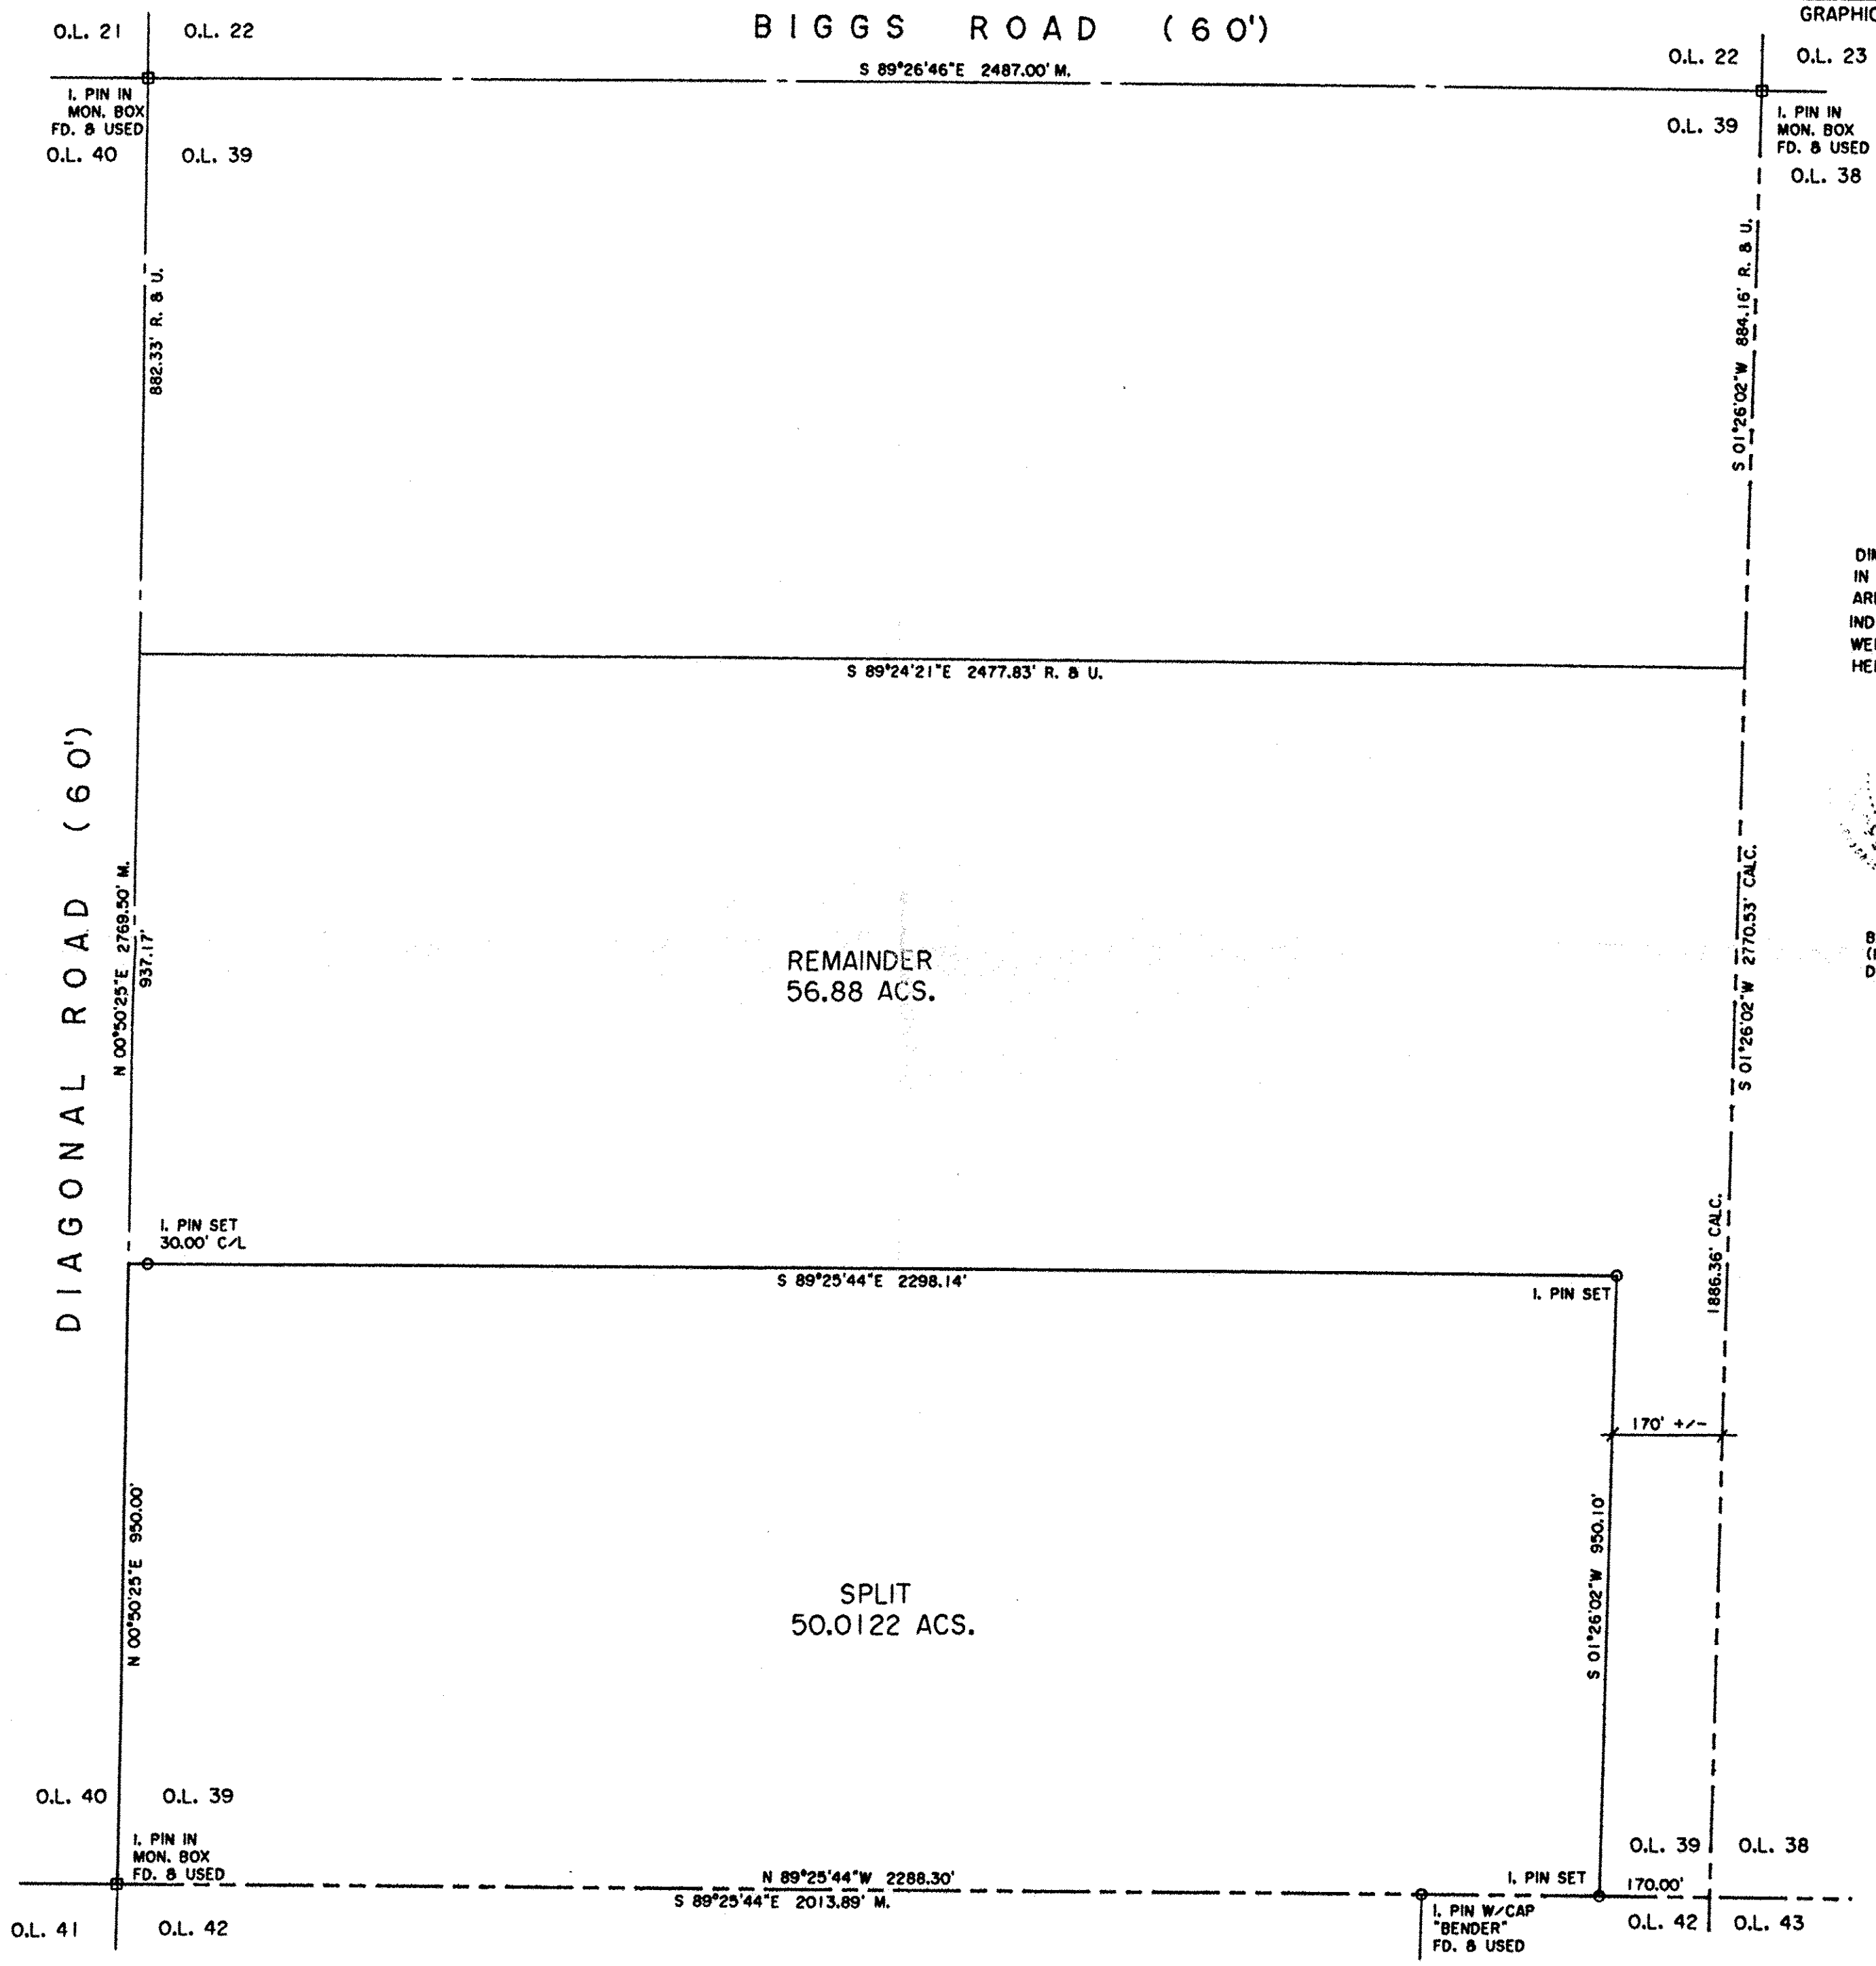 GRAPHIC
BIGGS ROAD (60')
O.L. 21
O.L. 22
S 89°26'46"E 2487.00' M.
O.L. 22
O.L. 23
I. PIN IN
MON. BOX
FD. & USED
O.L. 40
O.L. 39
O.L. 39
I. PIN IN
MON. BOX
FD. & USED
O.L. 38
882.33' R. & U.
S 01°26'02"W 884.16' R. & U.
S 89°24'21"E 2477.83' R. & U.
IN
DIAGONAL ROAD (60')
N 00°50'25"E 2769.50' M.
937.17'
REMAINDER
56.88 ACS.
S 01°26'02"W 2770.53' CALC.
1886.36' CALC.
I. PIN SET
30.00' C/L
S 89°25'44"E 2298.14'
I. PIN SET
170' +/-
N 00°50'25"E 950.00'
S 01°26'02"W 950.10'
SPLIT
50.0122 ACS.
O.L. 40
O.L. 39
I. PIN IN
MON. BOX
FD. & USED
N 89°25'44"W 2288.30'
S 89°25'44"E 2013.89' M.
O.L. 39
O.L. 38
I. PIN SET
170.00'
O.L. 41
O.L. 42
I. PIN W/CAP
"BENDER"
FD. & USED
O.L. 42
O.L. 43